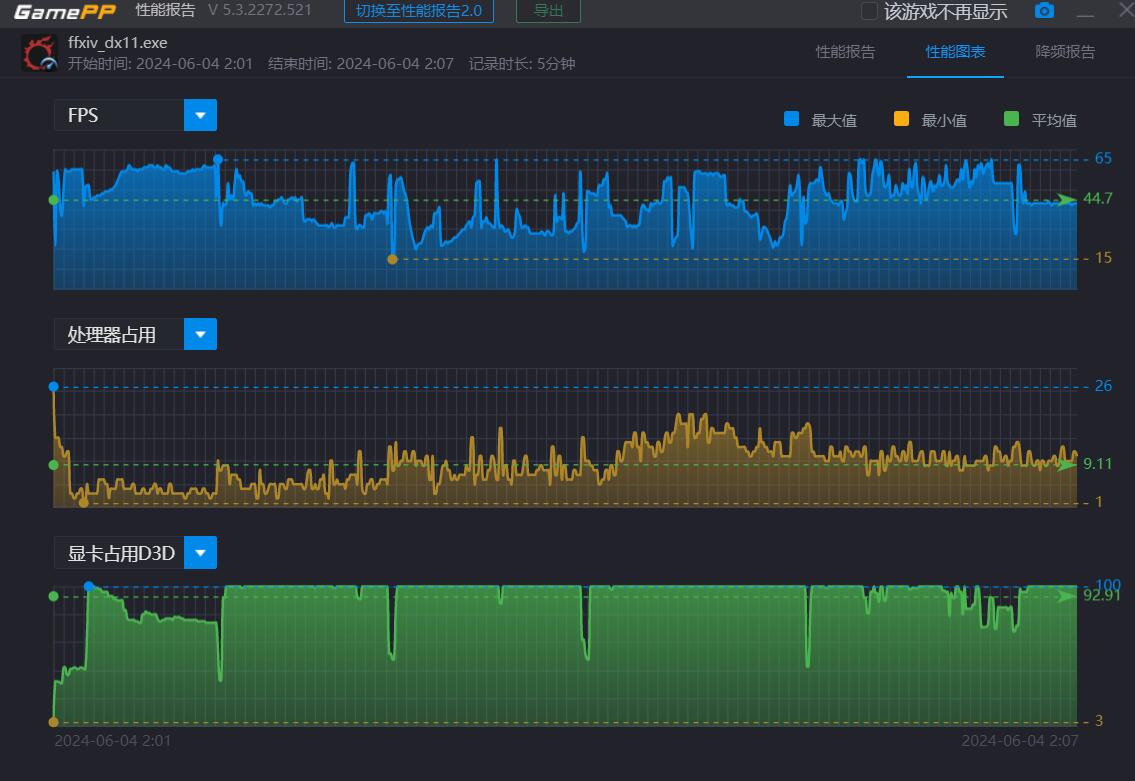 GamePP 性能报告 V 5.3.2272.521 切换至性能报告2.0 导出 该游戏不再显示
ffxiv_dx11.exe
开始时间: 2024-06-04 2:01 结束时间: 2024-06-04 2:07 记录时长: 5分钟
性能报告 性能图表 降频报告
FPS
最大值 最小值 平均值
65
44.7
15
处理器占用
26
9.11
1
显卡占用D3D
100
92.91
3
2024-06-04 2:01 2024-06-04 2:07